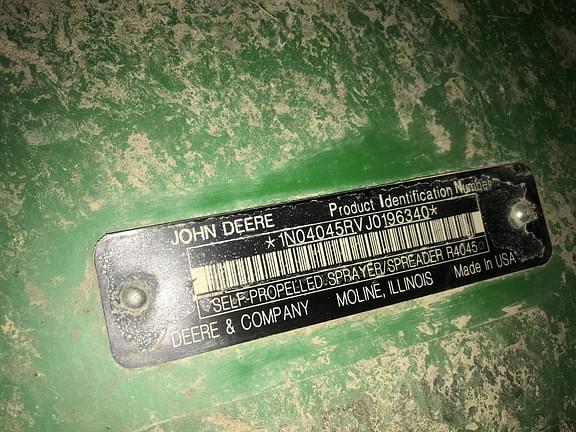 JOHN DEERE Product Identification Number
*1N04045RVJ0196340*
SELF-PROPELLED SPRAYER/SPREADER R4045
DEERE & COMPANY MOLINE, ILLINOIS Made In USA